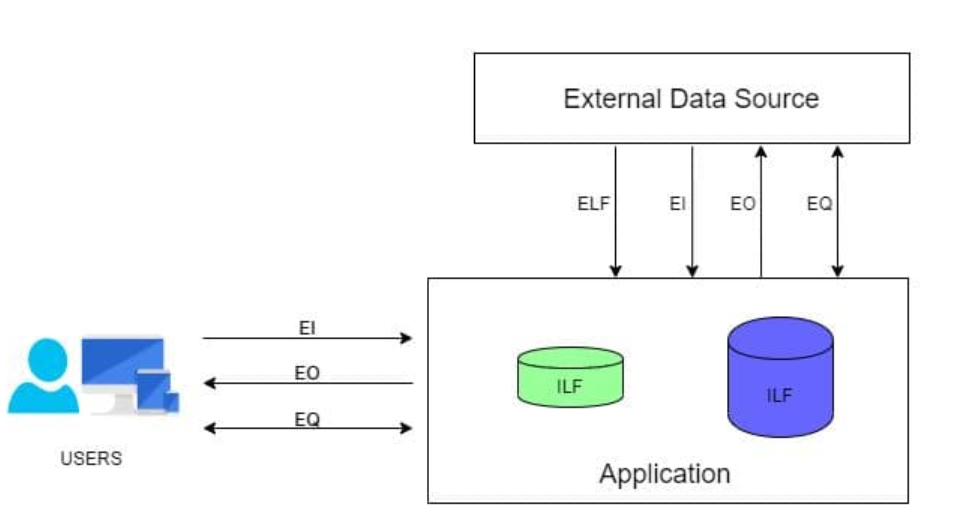 External Data Source
ELF
EI
EO
EQ
EI
EO
EQ
USERS
ILF
ILF
Application